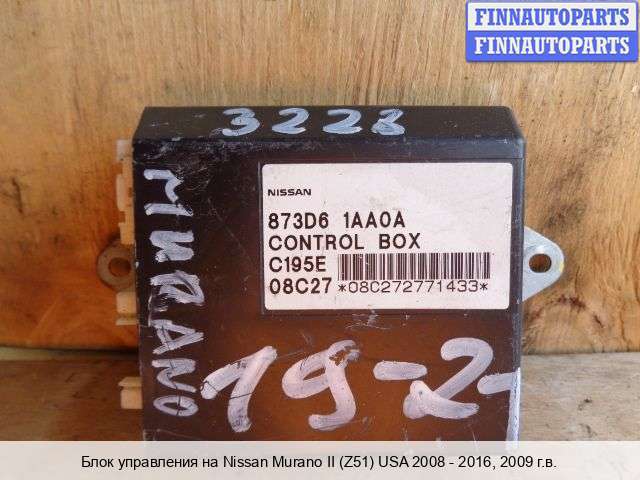 FINNAUTOPARTS
FINNAUTOPARTS
3228
MURANO
NISSAN
873D6 1AA0A
CONTROL BOX
C195E
08C27 *08C272771433*
19-2-
Блок управления на Nissan Murano II (Z51) USA 2008 - 2016, 2009 г.в.